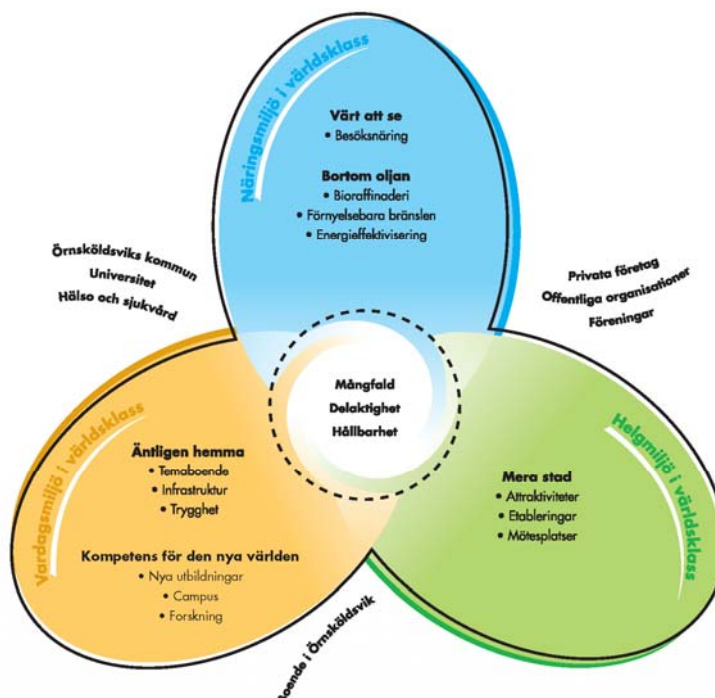 Näringsmiljö i världsklass
Värt att se
• Besöksnäring
Bortom oljan
• Bioraffinaderi
• Förnyelsebara bränslen
• Energieffektivisering
Örnsköldsviks kommun
Universitet
Hälso och sjukvård
Privata företag
Offentliga organisationer
Föreningar
Mångfald
Delaktighet
Hållbarhet
Vardagsmiljö i världsklass
Äntligen hemma
• Temaboende
• Infrastruktur
• Trygghet
Kompetens för den nya världen
• Nya utbildningar
• Campus
• Forskning
Helgmiljö i världsklass
Mera stad
• Attraktiviteter
• Etableringar
• Mötesplatser
Boende i Örnsköldsvik